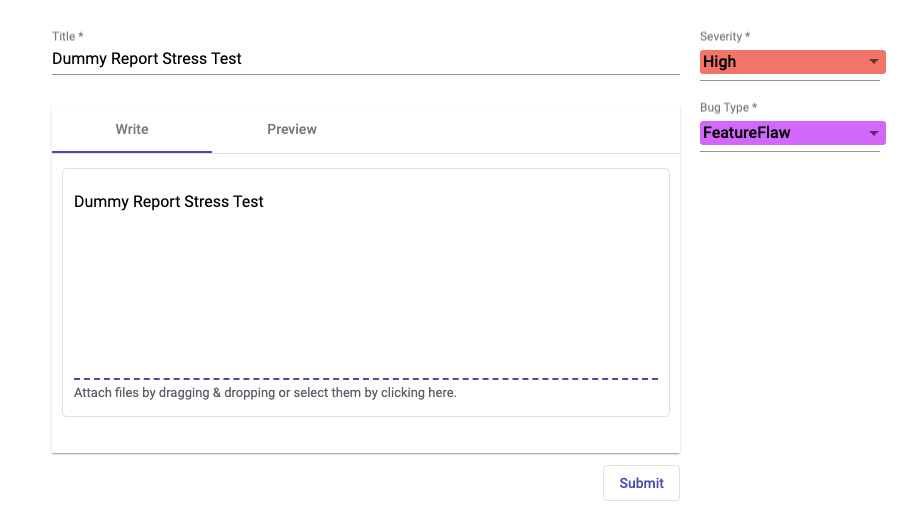 Title *
Dummy Report Stress Test
Severity *
High
Bug Type *
FeatureFlaw
Write
Preview
Dummy Report Stress Test
Attach files by dragging & dropping or select them by clicking here.
Submit